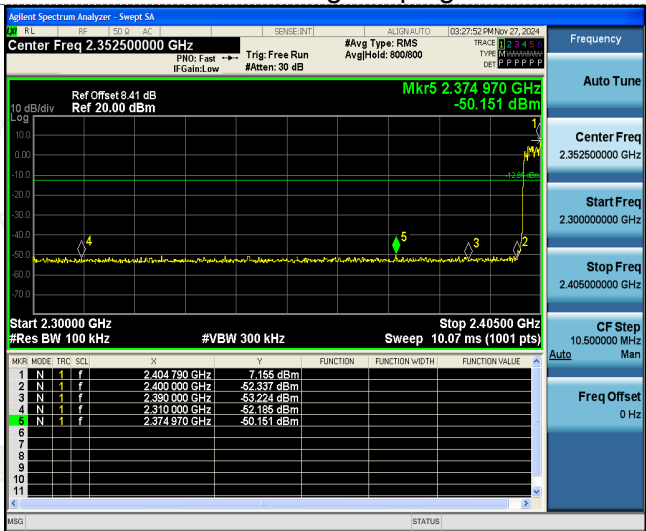 Agilent Spectrum Analyzer - Swept SA
RL RF 50 Ω AC SENSE:INT ALIGNAUTO 03:27:52 PM Nov 27, 2024
Center Freq 2.352500000 GHz #Avg Type: RMS TRACE 1 2 3 4 5 6
PNO: Fast Trig: Free Run Avg|Hold: 800/800 TYPE MWWWWW
IFGain:Low #Atten: 30 dB DET P P P P P P
Ref Offset 8.41 dB Mkr5 2.374 970 GHz
10 dB/div Ref 20.00 dBm -50.151 dBm
Log
10.0
0.00
-10.0
-20.0
-30.0
-40.0
-50.0
-60.0
-70.0
1
4
5
3
2
Start 2.30000 GHz Stop 2.40500 GHz
#Res BW 100 kHz #VBW 300 kHz Sweep 10.07 ms (1001 pts)
MKR MODE TRC SCL X Y FUNCTION FUNCTION WIDTH FUNCTION VALUE
1 N 1 f 2.404 790 GHz 7.155 dBm
2 N 1 f 2.400 000 GHz -52.337 dBm
3 N 1 f 2.390 000 GHz -53.224 dBm
4 N 1 f 2.310 000 GHz -52.185 dBm
5 N 1 f 2.374 970 GHz -50.151 dBm
6
7
8
9
10
11
MSG STATUS
Frequency
Auto Tune
Center Freq
2.352500000 GHz
Start Freq
2.300000000 GHz
Stop Freq
2.405000000 GHz
CF Step
10.500000 MHz
Auto Man
Freq Offset
0 Hz